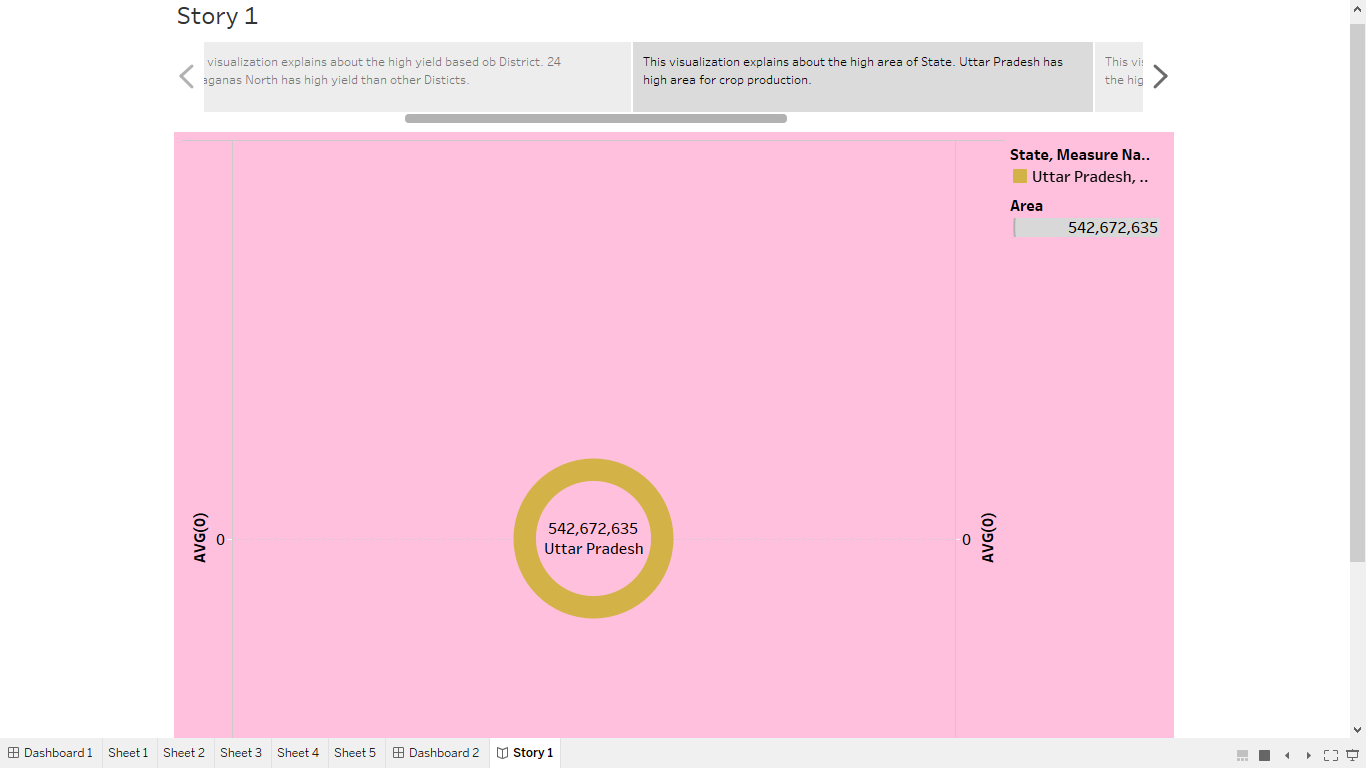 Story 1
visualization explains about the high yield based ob District. 24
aganas North has high yield than other Disticts.
This visualization explains about the high area of State. Uttar Pradesh has
high area for crop production.
This vi
the hig
State, Measure Na..
Uttar Pradesh, ..
Area
542,672,635
AVG(0)
0
542,672,635
Uttar Pradesh
0
AVG(0)
Dashboard 1 Sheet 1 Sheet 2 Sheet 3 Sheet 4 Sheet 5 Dashboard 2 Story 1